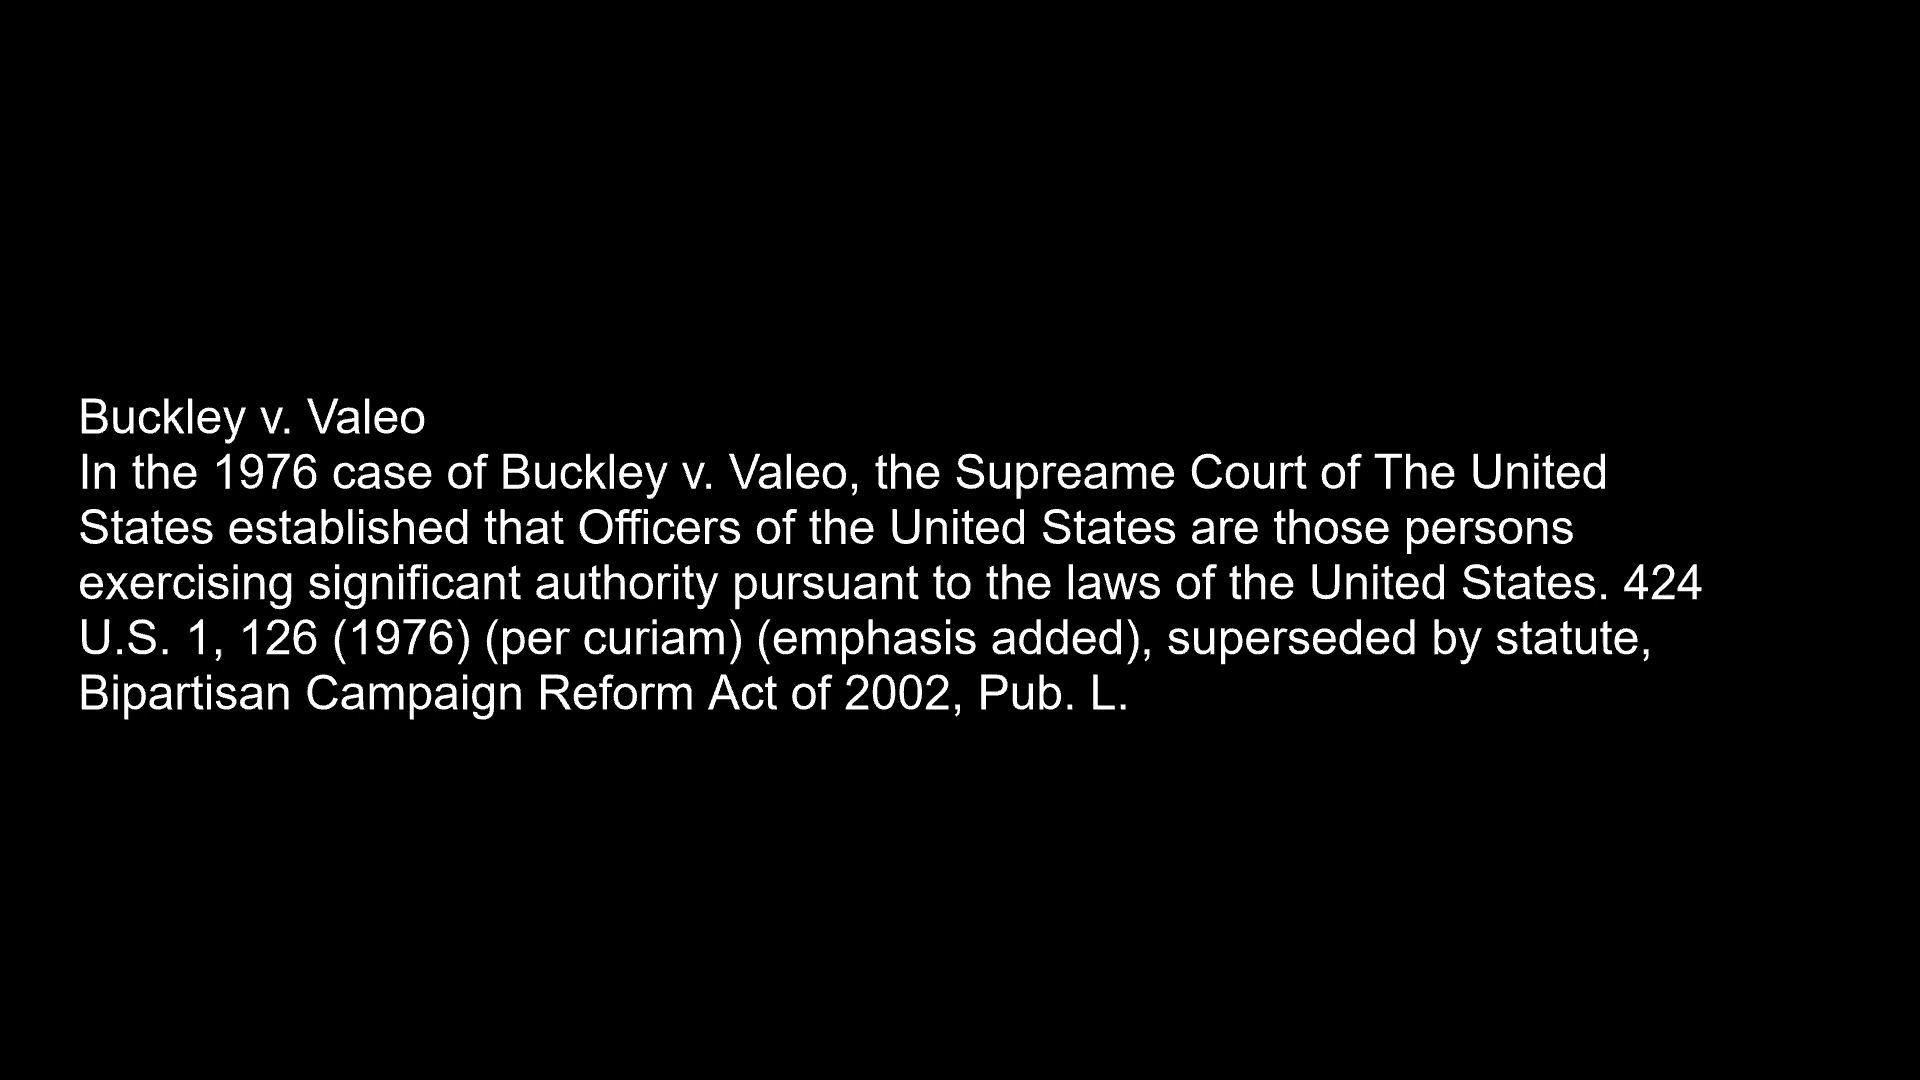 Buckley v. Valeo
In the 1976 case of Buckley v. Valeo, the Supreame Court of The United
States established that Officers of the United States are those persons
exercising significant authority pursuant to the laws of the United States. 424
U.S. 1, 126 (1976) (per curiam) (emphasis added), superseded by statute,
Bipartisan Campaign Reform Act of 2002, Pub. L.